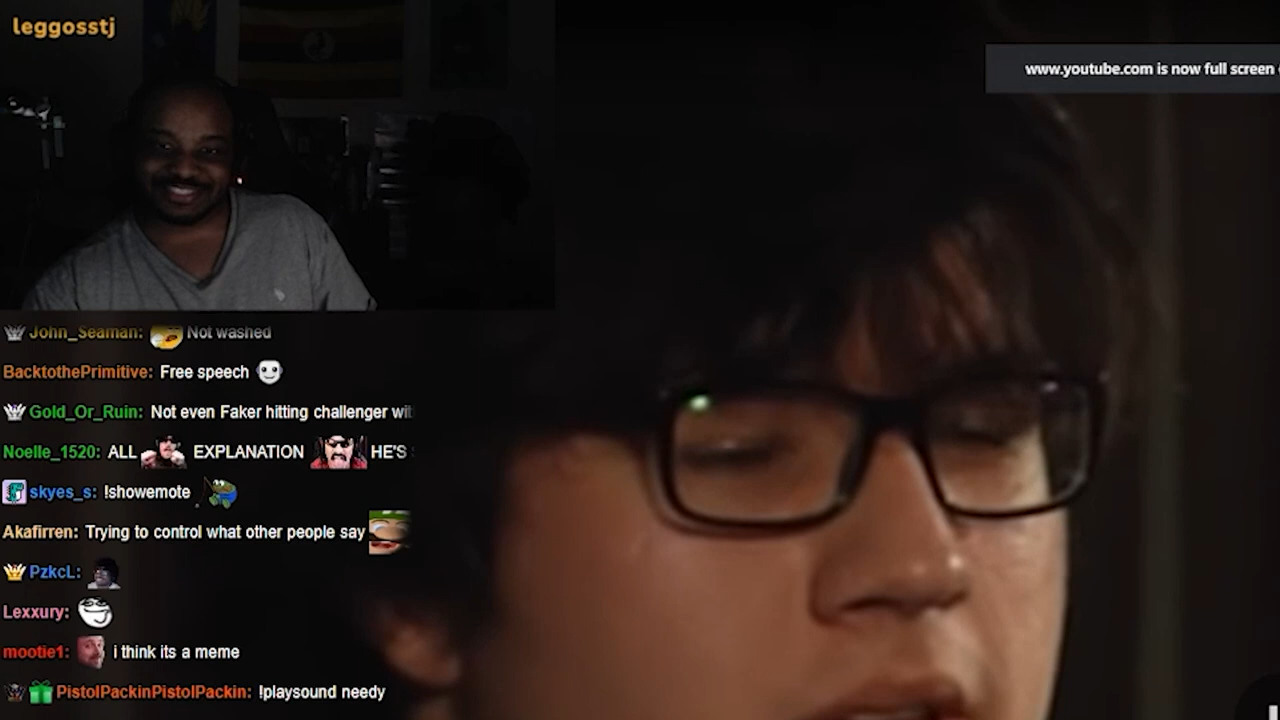 leggosstj
www.youtube.com is now full screen
John_Seaman: Not washed
BacktothePrimitive: Free speech
Gold_Or_Ruin: Not even Faker hitting challenger wit
Noelle_1520: ALL EXPLANATION HE'S
skyes_s: !showemote
Akafirren: Trying to control what other people say
PzkcL:
Lexxury:
mootie1: i think its a meme
PistolPackinPistolPackin: !playsound needy